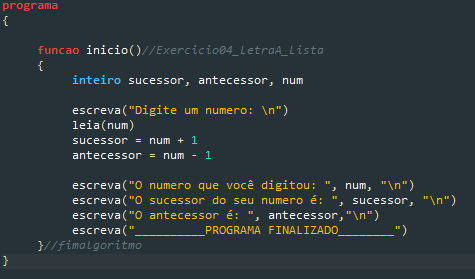 programa
{
funcao inicio()//Exercicio04_LetraA_Lista
{
inteiro sucessor, antecessor, num
escreva("Digite um numero: \n")
leia(num)
sucessor = num + 1
antecessor = num - 1
escreva("O numero que você digitou: ", num, "\n")
escreva("O sucessor do seu numero é: ", sucessor, "\n")
escreva("O antecessor é: ", antecessor,"\n")
escreva("__________PROGRAMA FINALIZADO________")
}//fimalgoritmo
}